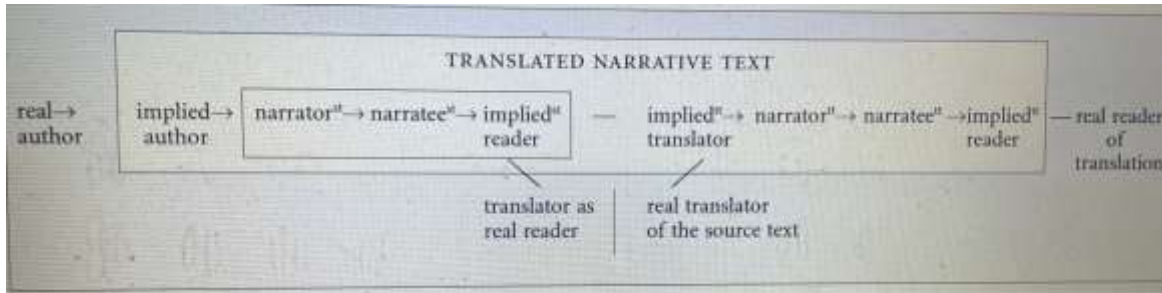 TRANSLATED NARRATIVE TEXT
real→ implied→ narrator→ narratee→ implied — implied→ narrator→ narratee→implied — real reader
author author reader translator reader of
translation
translator as real translator
real reader of the source text